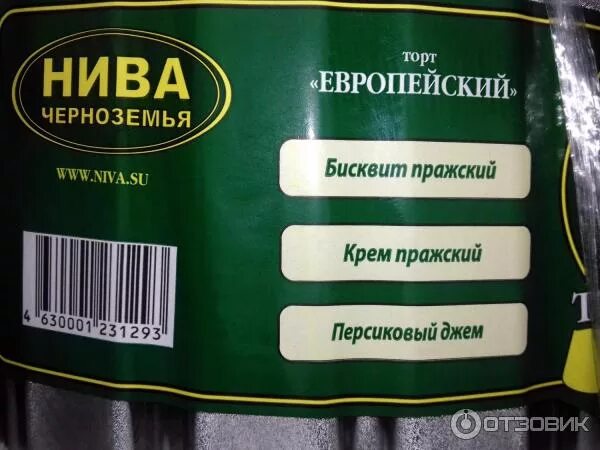 НИВА
ЧЕРНОЗЕМЬЯ
WWW.NIVA.SU
4 630001 231293
торт
«ЕВРОПЕЙСКИЙ»
Бисквит пражский
Крем пражский
Персиковый джем
ОТЗОВИК